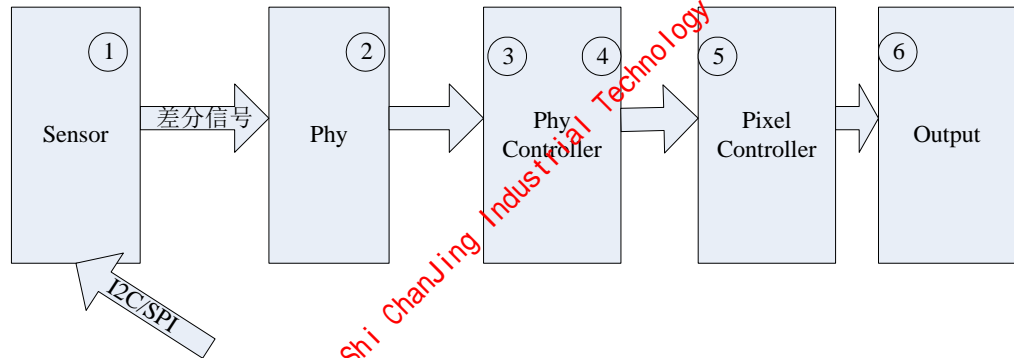 ①
②
③
④
⑤
⑥
Sensor
差分信号
Phy
Phy
Controller
Pixel
Controller
Output
I2C/SPI
Shi ChanJing Industrial Technology